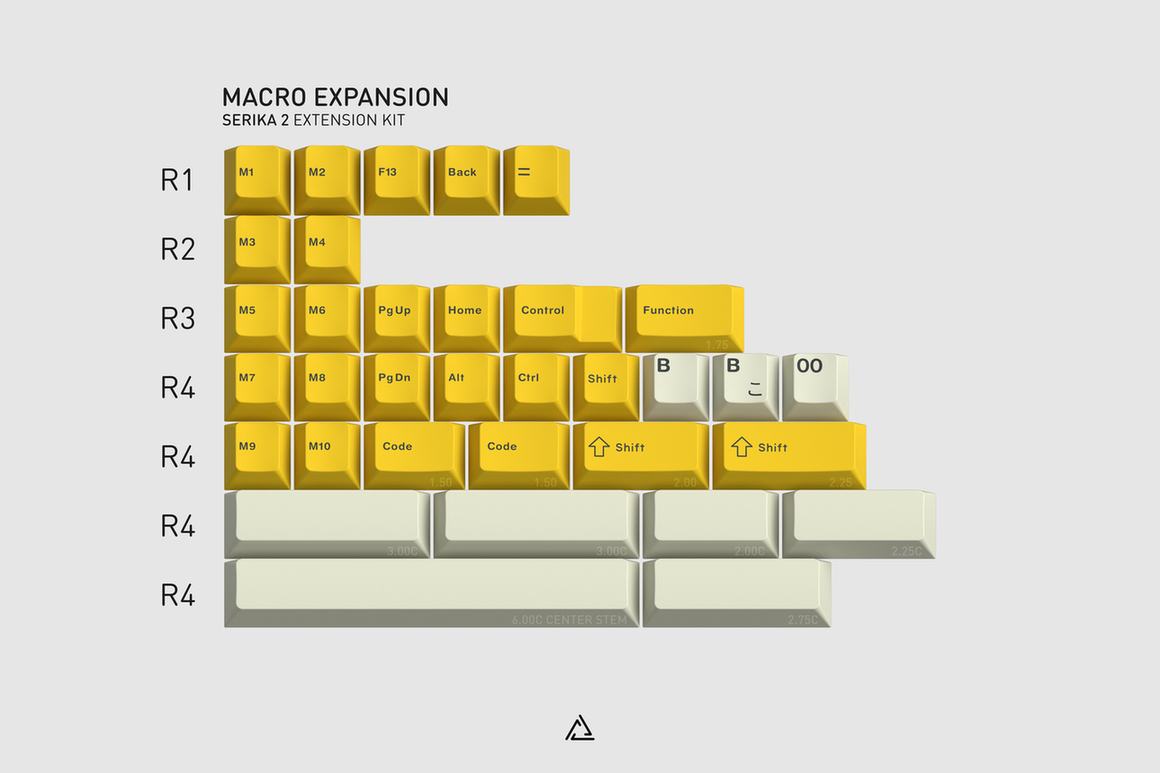 MACRO EXPANSION
SERIKA 2 EXTENSION KIT
R1 M1 M2 F13 Back =
R2 M3 M4
R3 M5 M6 PgUp Home Control Function 1.75
R4 M7 M8 PgDn Alt Ctrl Shift B B こ 00
R4 M9 M10 Code 1.50 Code 1.50 Shift 2.00 Shift 2.25
R4 3.00C 3.00C 2.00C 2.25C
R4 6.00C CENTER STEM 2.75C